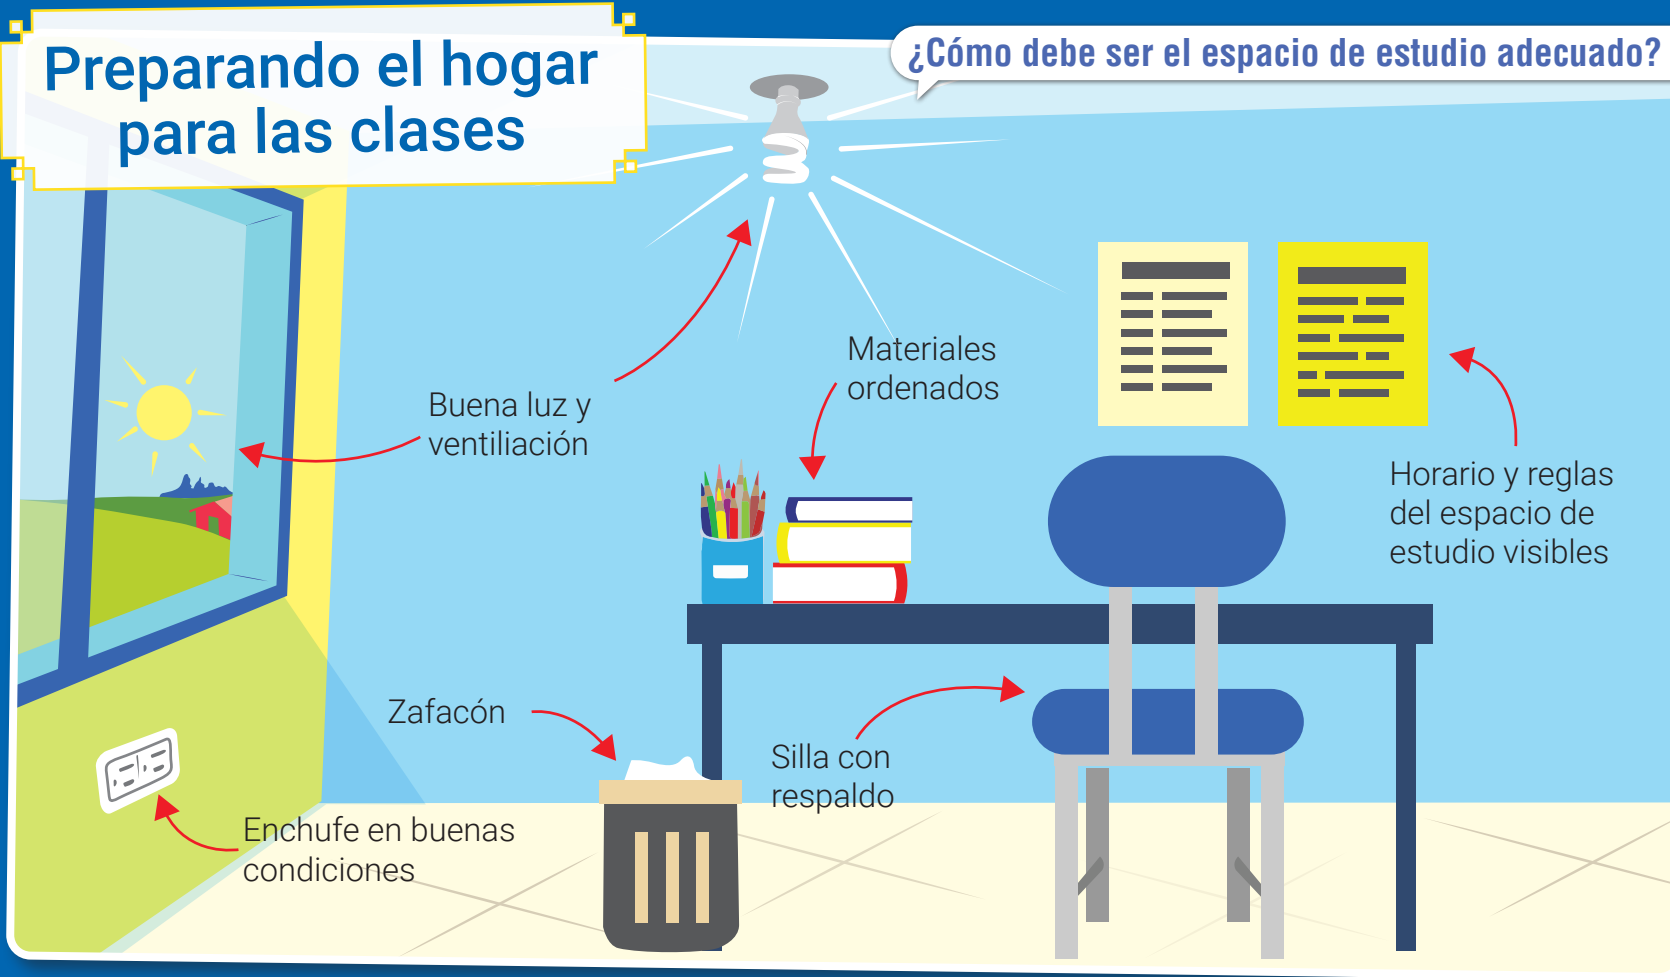 Preparando el hogar
para las clases
¿Cómo debe ser el espacio de estudio adecuado?
Buena luz y
ventiliación
Materiales
ordenados
Horario y reglas
del espacio de
estudio visibles
Zafacón
Silla con
respaldo
Enchufe en buenas
condiciones